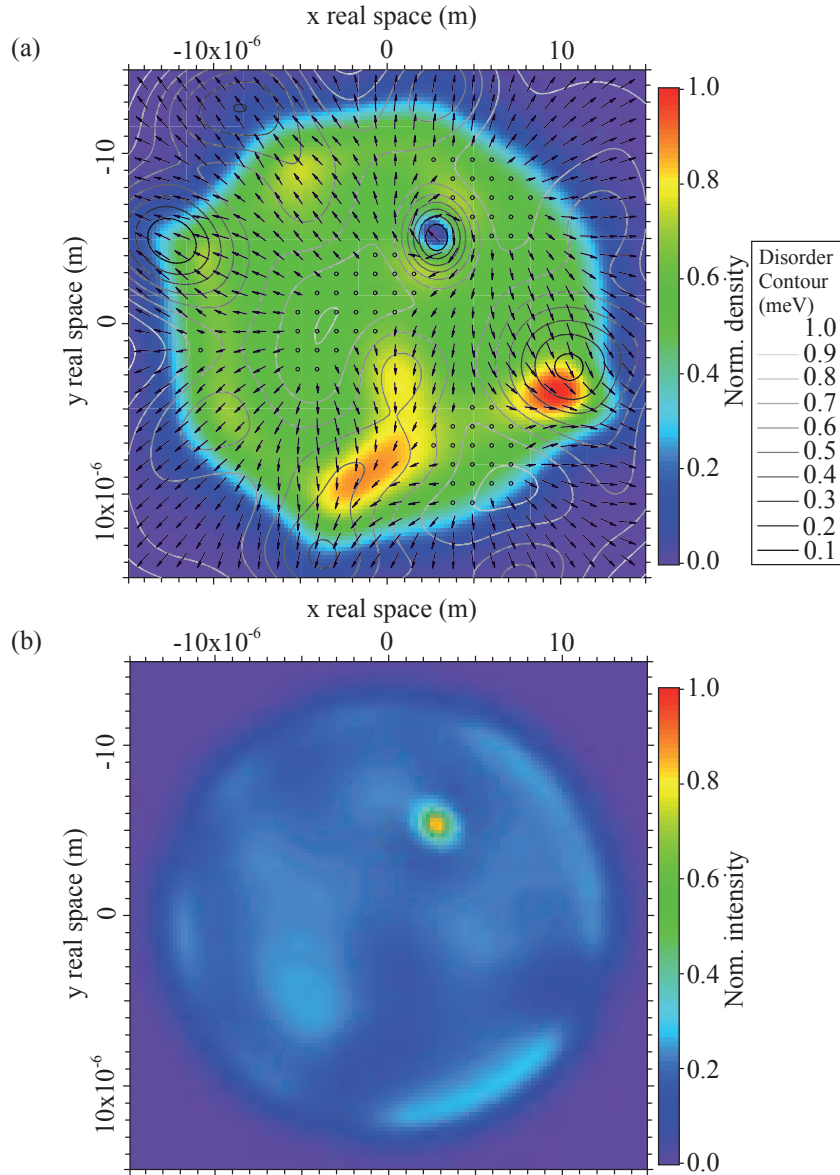 x real space (m)
-10x10-6 0 10
(a)
y real space (m)
-10
0
10x10-6
1.0
0.8
0.6
0.4
0.2
0.0
Norm. density
Disorder
Contour
(meV)
1.0
0.9
0.8
0.7
0.6
0.5
0.4
0.3
0.2
0.1
x real space (m)
-10x10-6 0 10
(b)
y real space (m)
-10
0
10x10-6
1.0
0.8
0.6
0.4
0.2
0.0
Nom. intensity